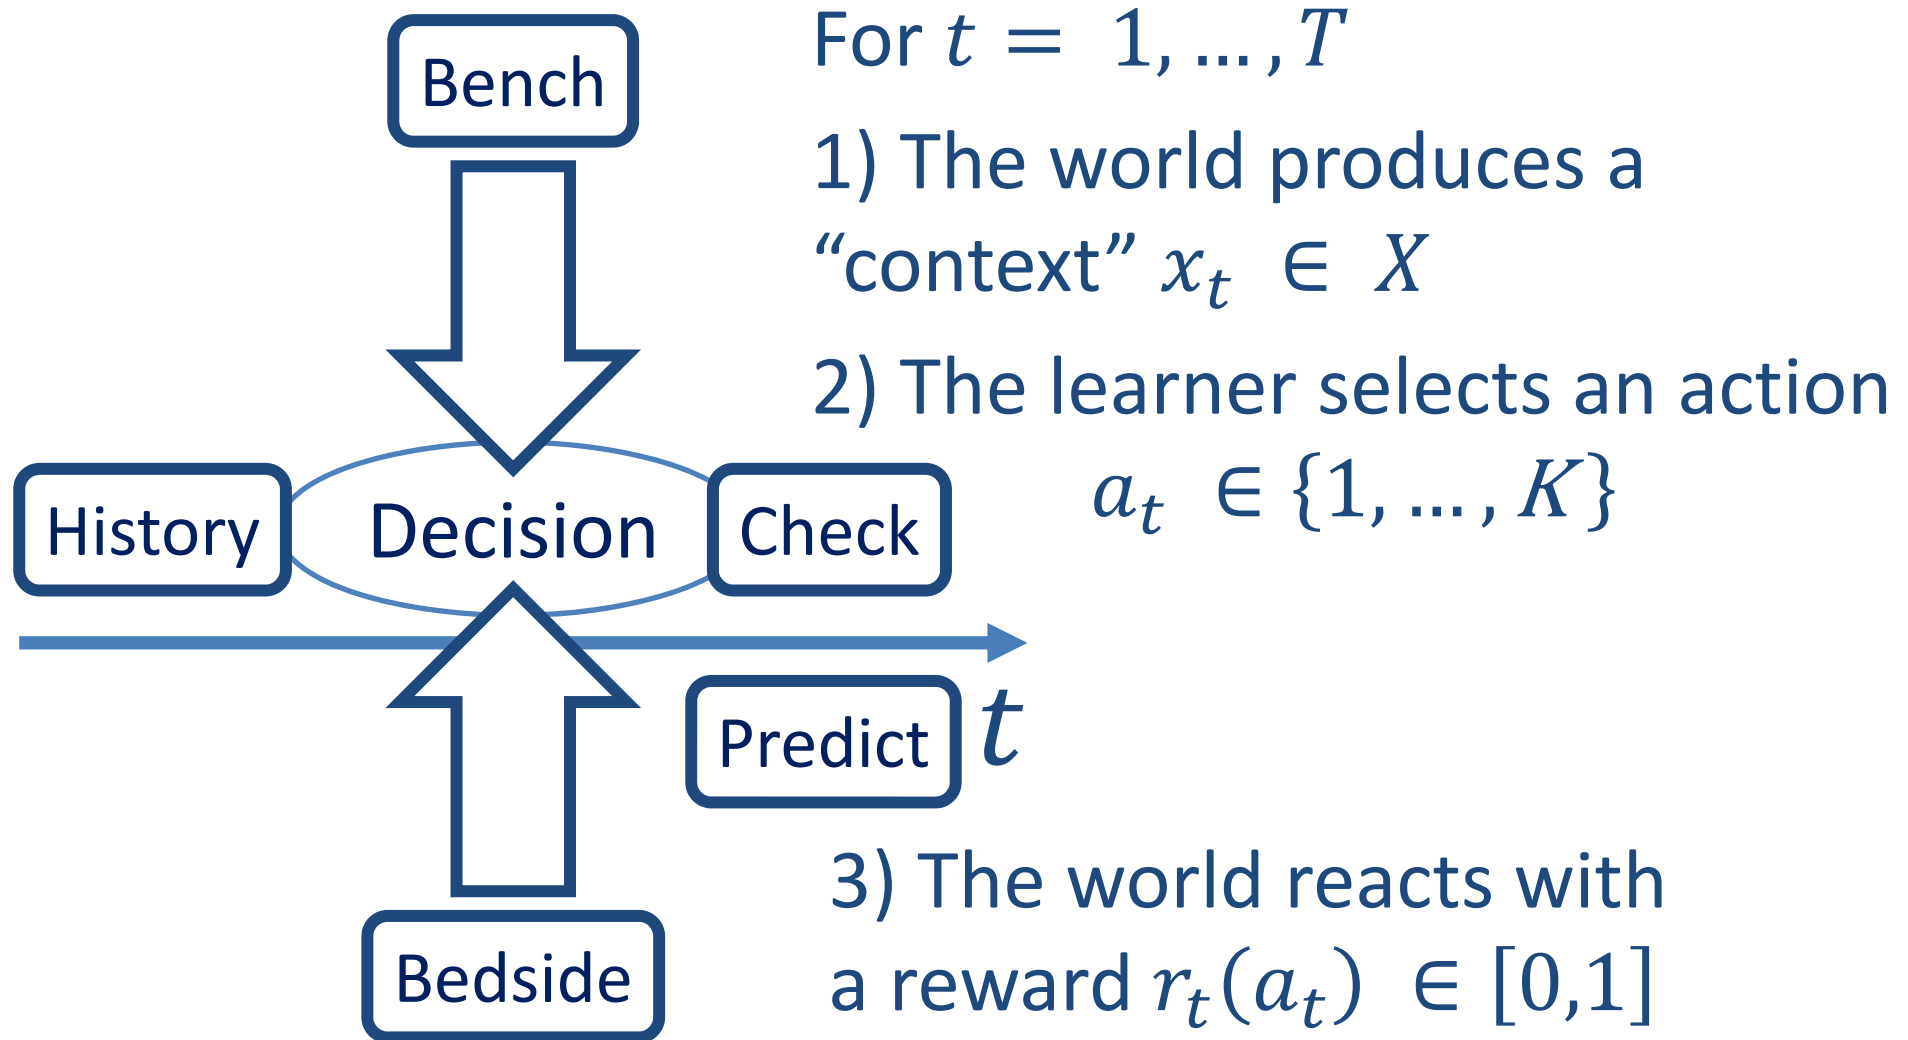 Bench
History
Decision
Check
Predict
t
Bedside
For t = 1, ... , T
1) The world produces a
“context” xₜ ∈ X
2) The learner selects an action
aₜ ∈ {1, ... , K}
3) The world reacts with
a reward rₜ(aₜ) ∈ [0,1]